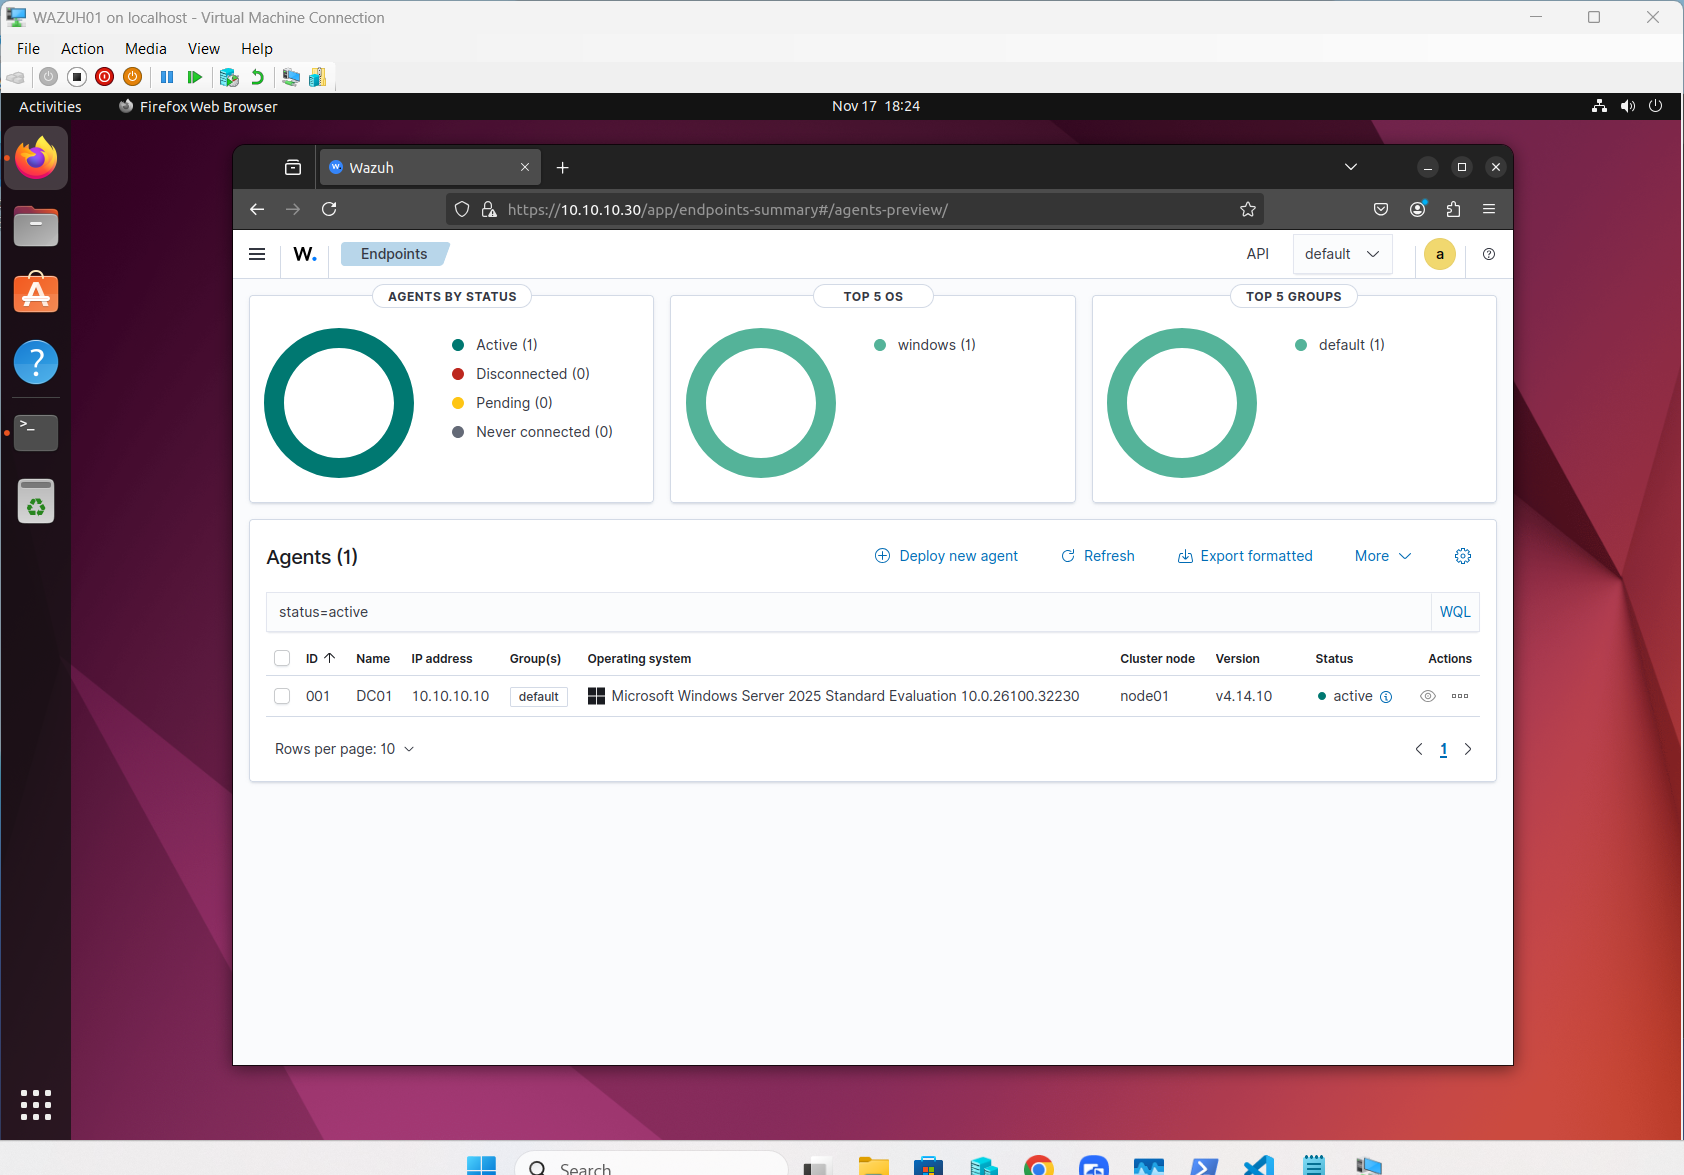 WAZUH01 on localhost - Virtual Machine Connection
File Action Media View Help
Activities Firefox Web Browser Nov 17 18:24
Wazuh
https://10.10.10.30/app/endpoints-summary#/agents-preview/
W. Endpoints API default a
AGENTS BY STATUS
Active (1)
Disconnected (0)
Pending (0)
Never connected (0)
TOP 5 OS
windows (1)
TOP 5 GROUPS
default (1)
Agents (1) Deploy new agent Refresh Export formatted More
status=active WQL
ID Name IP address Group(s) Operating system Cluster node Version Status Actions
001 DC01 10.10.10.10 default Microsoft Windows Server 2025 Standard Evaluation 10.0.26100.32230 node01 v4.14.10 active
Rows per page: 10 1
Search